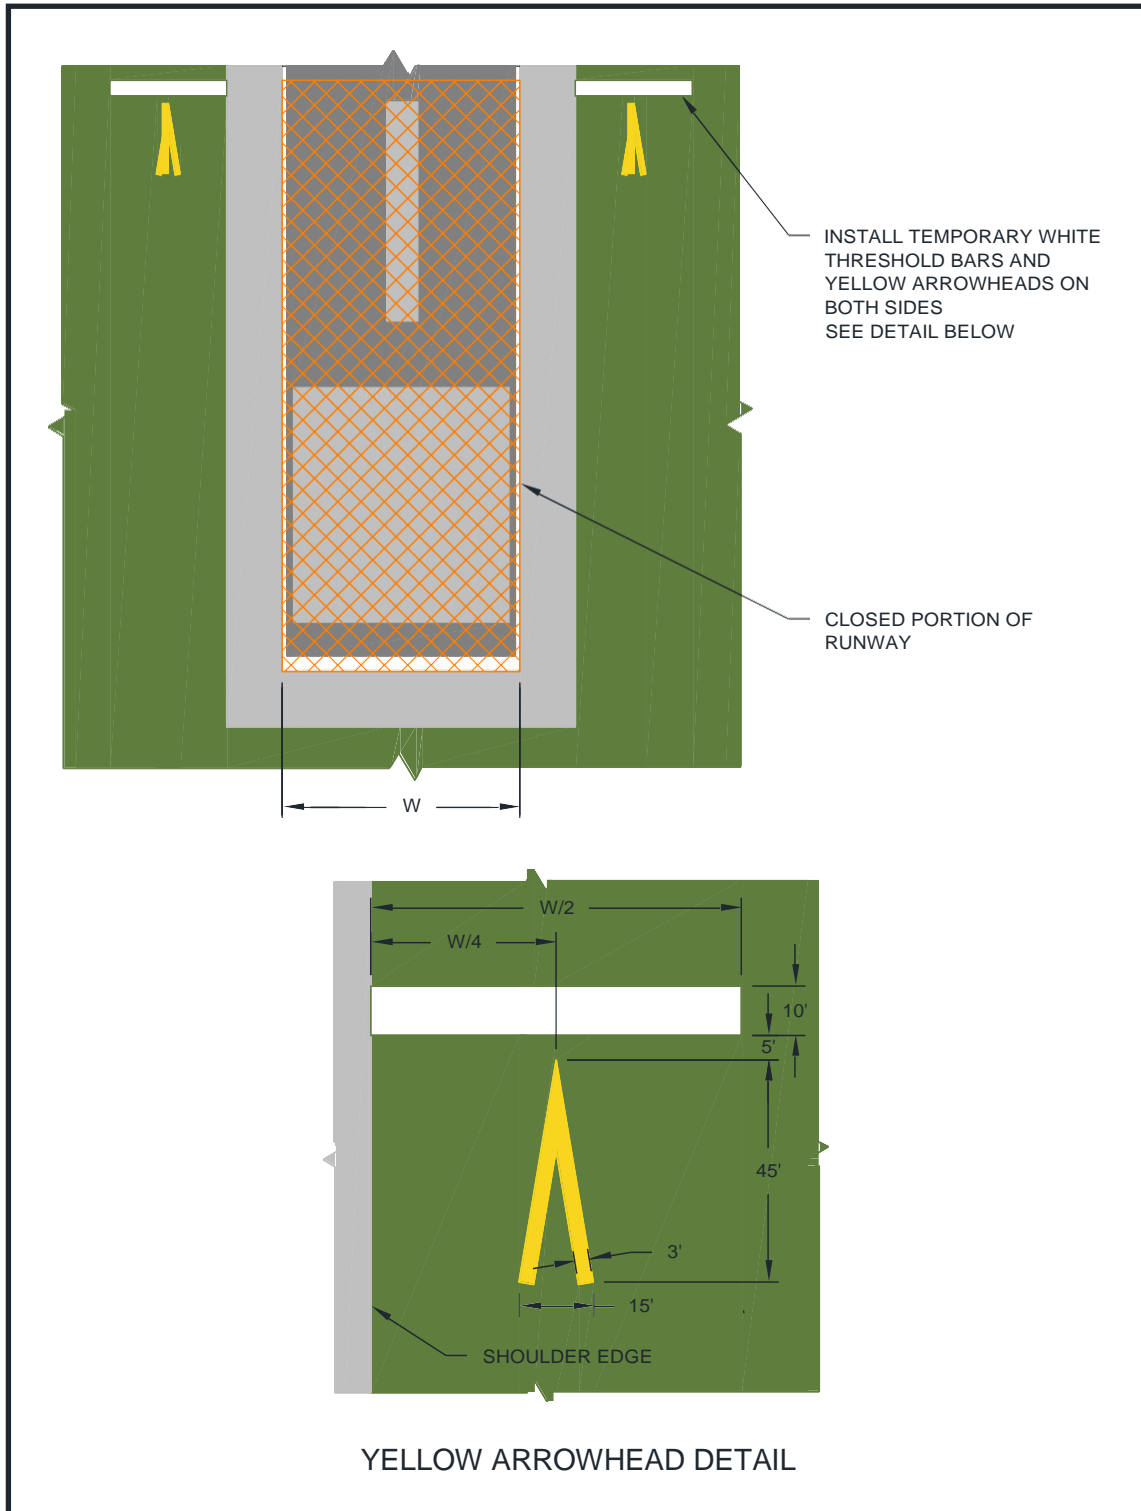 INSTALL TEMPORARY WHITE
THRESHOLD BARS AND
YELLOW ARROWHEADS ON
BOTH SIDES
SEE DETAIL BELOW
CLOSED PORTION OF
RUNWAY
W
W/2
W/4
10'
5'
45'
3'
15'
SHOULDER EDGE
YELLOW ARROWHEAD DETAIL